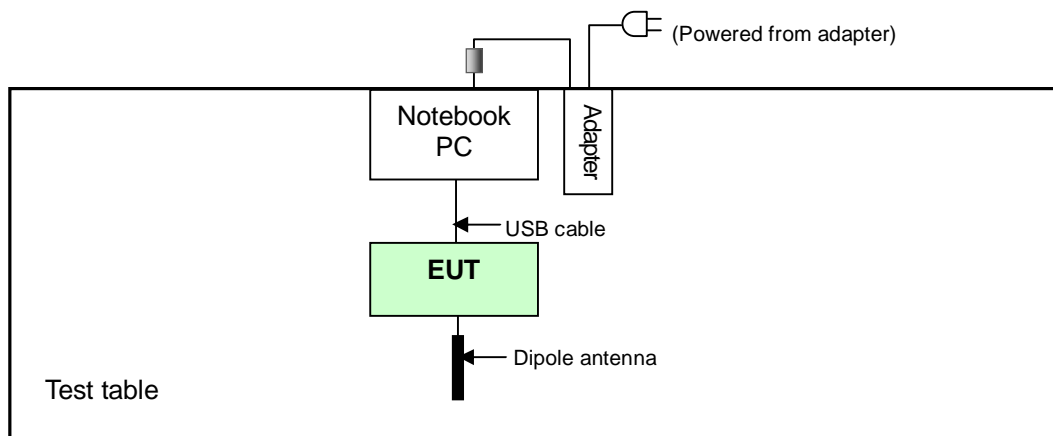 (Powered from adapter)
Notebook
PC
Adapter
USB cable
EUT
Dipole antenna
Test table